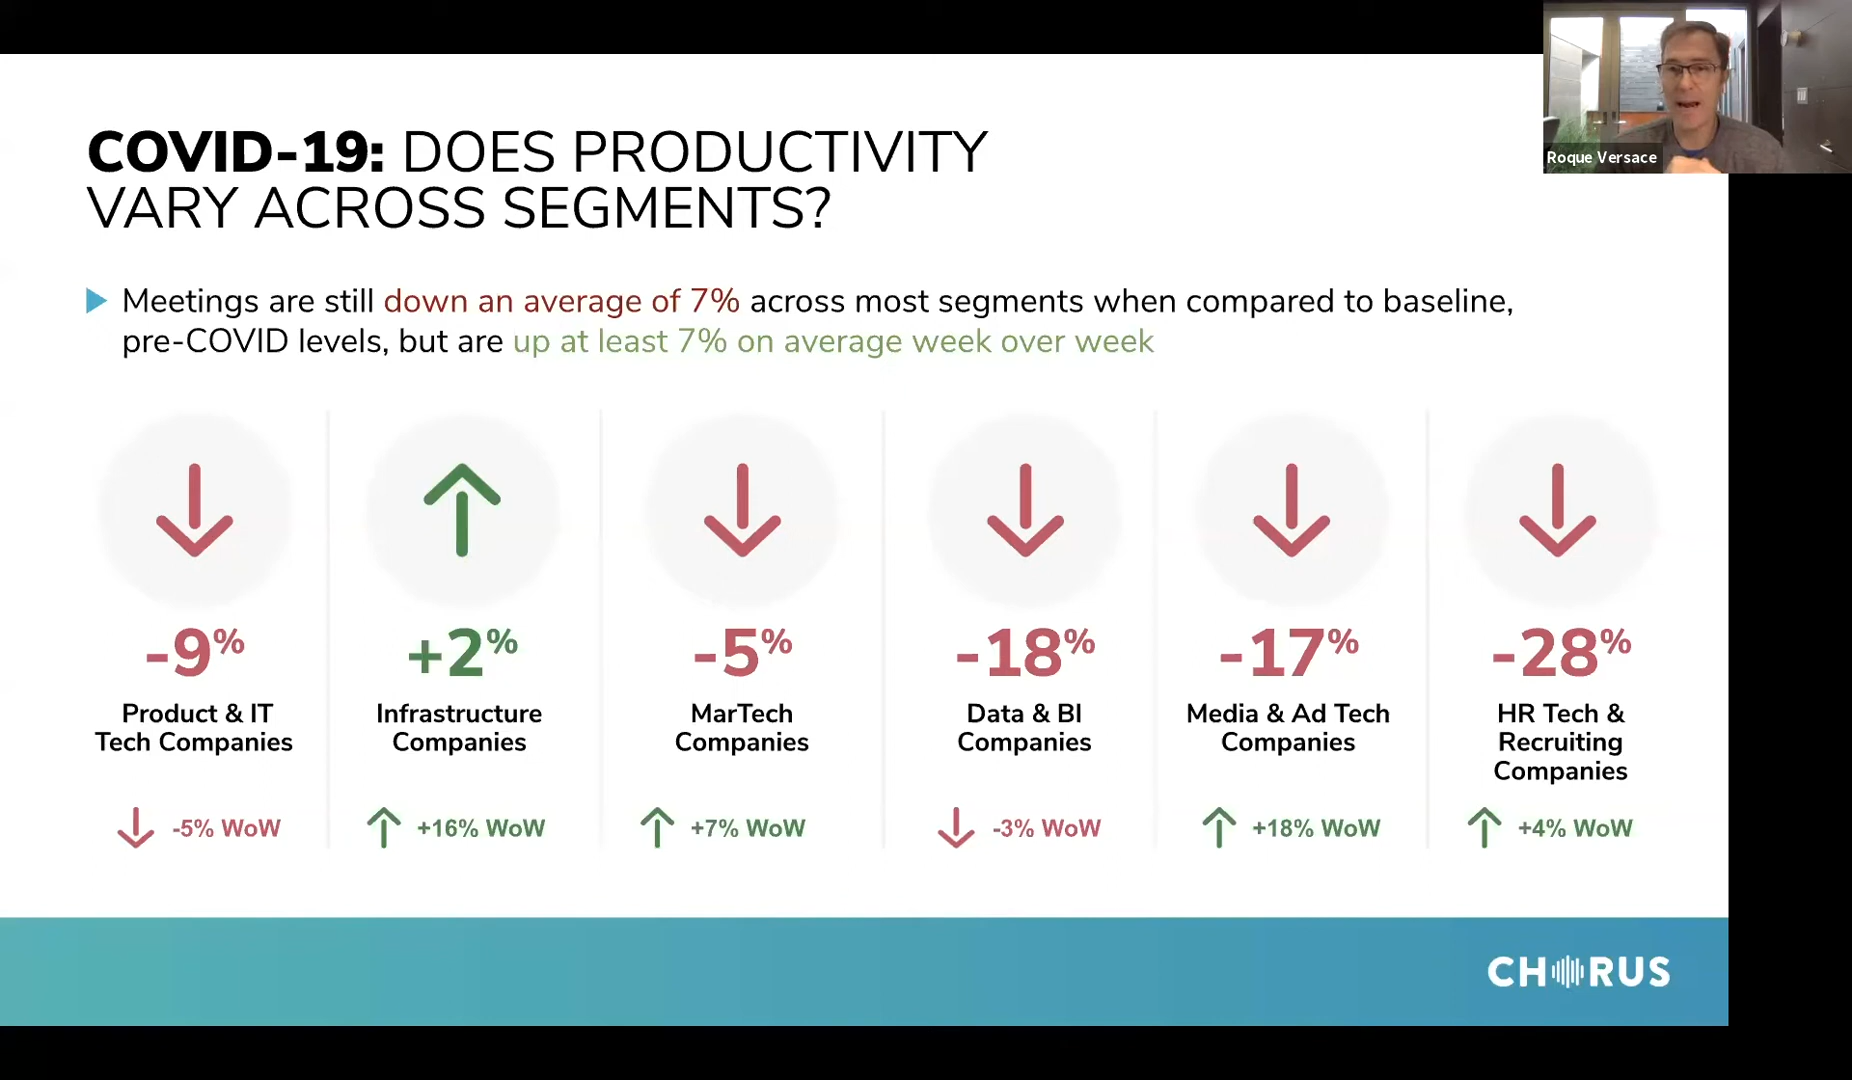 Roque Versace
COVID-19: DOES PRODUCTIVITY
VARY ACROSS SEGMENTS?
Meetings are still down an average of 7% across most segments when compared to baseline,
pre-COVID levels, but are up at least 7% on average week over week
-9%
Product & IT
Tech Companies
-5% WoW
+2%
Infrastructure
Companies
+16% WoW
-5%
MarTech
Companies
+7% WoW
-18%
Data & BI
Companies
-3% WoW
-17%
Media & Ad Tech
Companies
+18% WoW
-28%
HR Tech &
Recruiting
Companies
+4% WoW
CHORUS